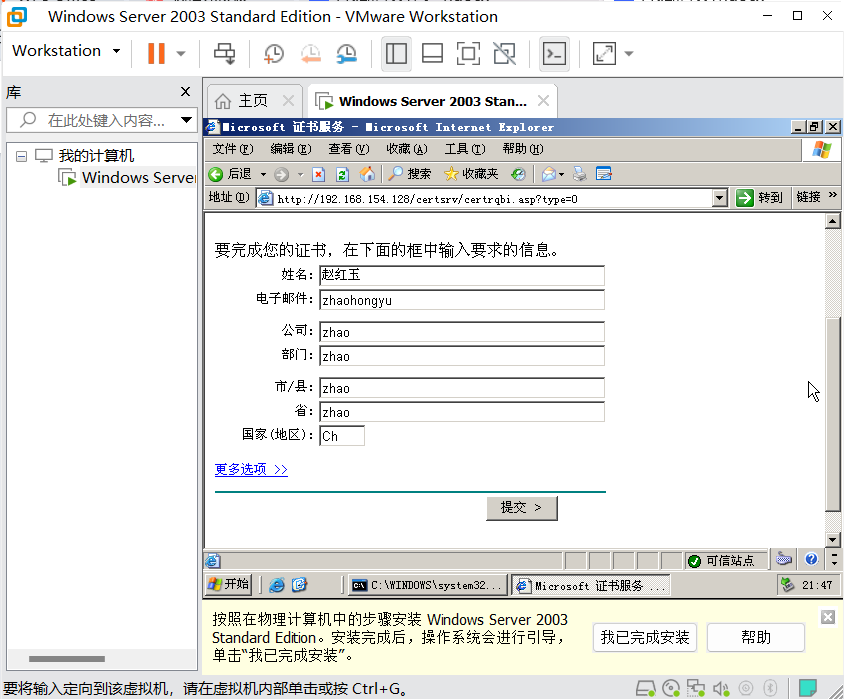 Windows Server 2003 Standard Edition - VMware Workstation
Workstation
库
在此处键入内容...
我的计算机
Windows Server
主页
Windows Server 2003 Stan...
Microsoft 证书服务 - Microsoft Internet Explorer
文件(F) 编辑(E) 查看(V) 收藏(A) 工具(T) 帮助(H)
后退 搜索 收藏夹
地址(D) http://192.168.154.128/certsrv/certrqbi.asp?type=0 转到 链接 »
要完成您的证书，在下面的框中输入要求的信息。
姓名: 赵红玉
电子邮件: zhaohongyu
公司: zhao
部门: zhao
市/县: zhao
省: zhao
国家(地区): Ch
更多选项 >>
提交 >
可信站点
开始 C:\WINDOWS\system32... Microsoft 证书服务 ... 21:47
按照在物理计算机中的步骤安装 Windows Server 2003
Standard Edition。安装完成后，操作系统会进行引导，
单击“我已完成安装”。
我已完成安装
帮助
要将输入定向到该虚拟机，请在虚拟机内部单击或按 Ctrl+G。